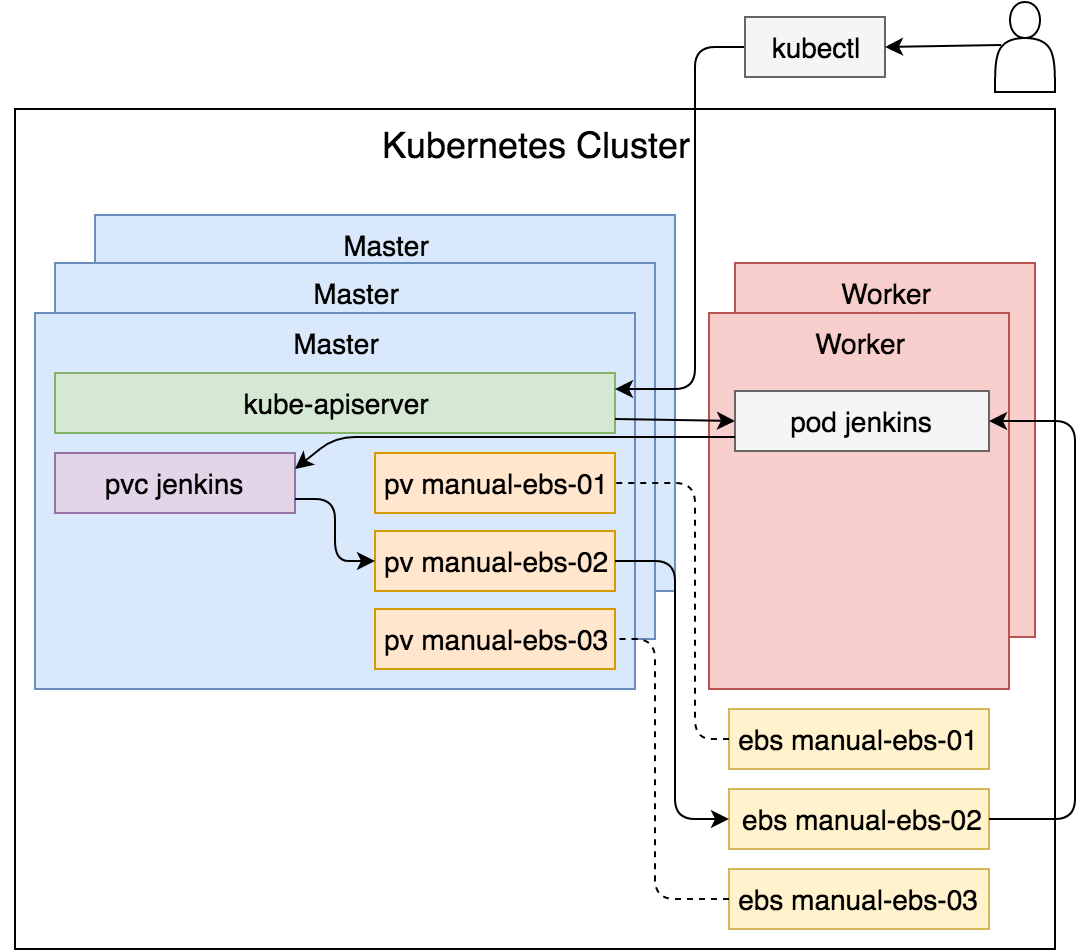 kubectl
Kubernetes Cluster
Master
Master
Master
kube-apiserver
pvc jenkins
pv manual-ebs-01
pv manual-ebs-02
pv manual-ebs-03
Worker
Worker
pod jenkins
ebs manual-ebs-01
ebs manual-ebs-02
ebs manual-ebs-03